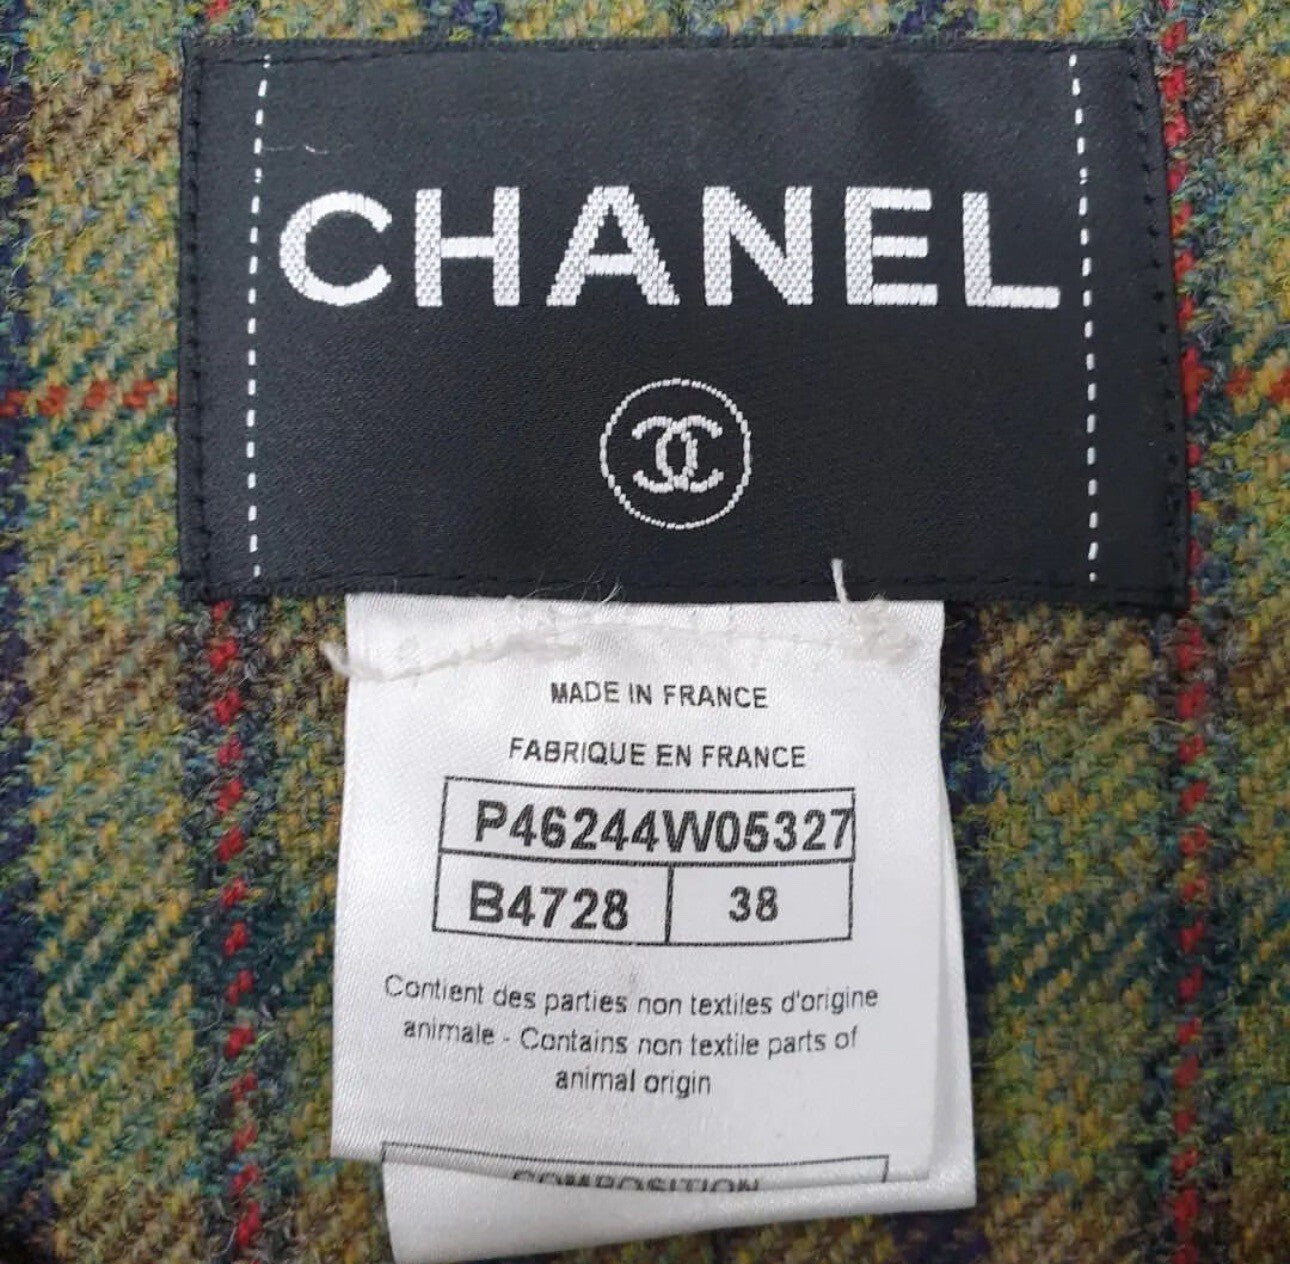 CHANEL
MADE IN FRANCE
FABRIQUE EN FRANCE
P46244W05327
B4728 38
Contient des parties non textiles d'origine
animale - Contains non textile parts of
animal origin
COMPOSITION